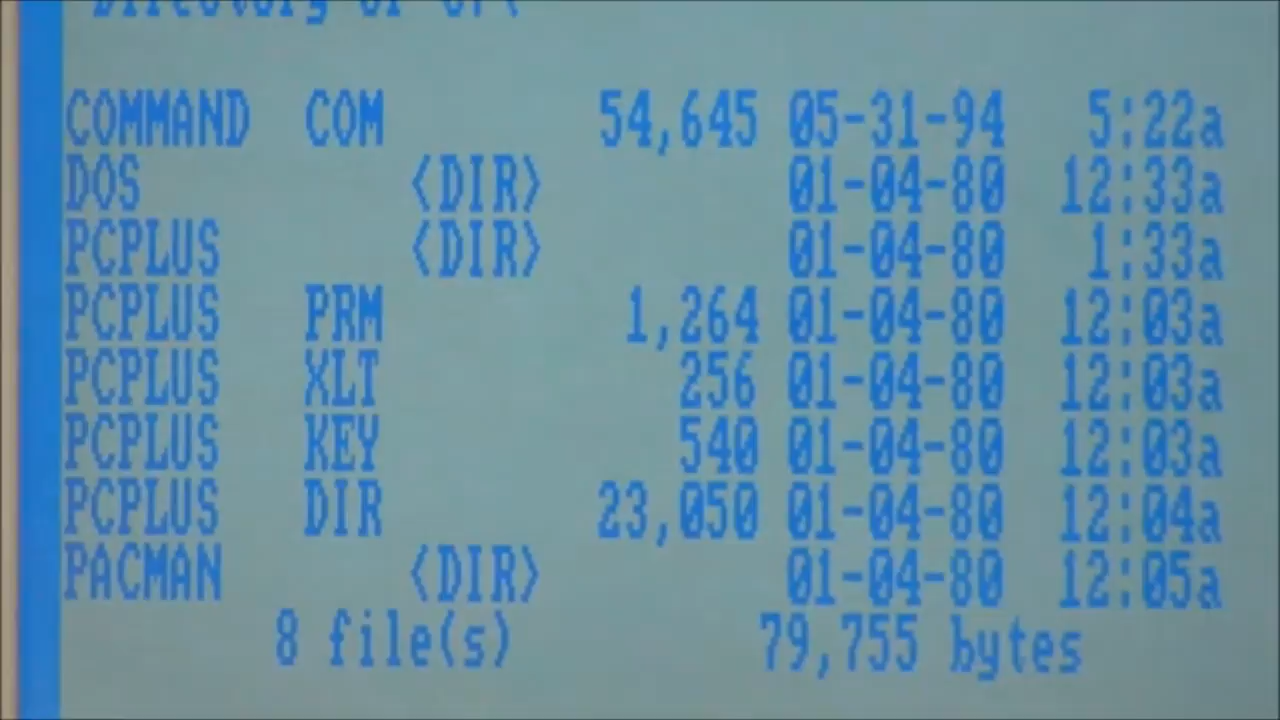 Directory of C:\
COMMAND  COM        54,645 05-31-94   5:22a
DOS          <DIR>         01-04-80  12:33a
PCPLUS       <DIR>         01-04-80   1:33a
PCPLUS   PRM         1,264 01-04-80  12:03a
PCPLUS   XLT           256 01-04-80  12:03a
PCPLUS   KEY           540 01-04-80  12:03a
PCPLUS   DIR        23,050 01-04-80  12:04a
PACMAN       <DIR>         01-04-80  12:05a
8 file(s)         79,755 bytes